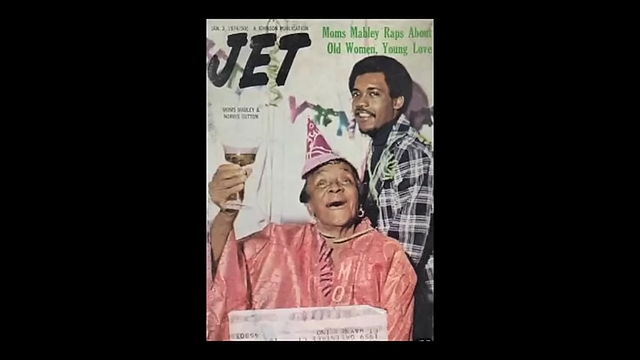 JAN. 3, 1974/50¢ A JOHNSON PUBLICATION
JET
Moms Mabley Raps About
Old Women, Young Love
MOMS MABLEY &
NORRIS DUTTON
MO